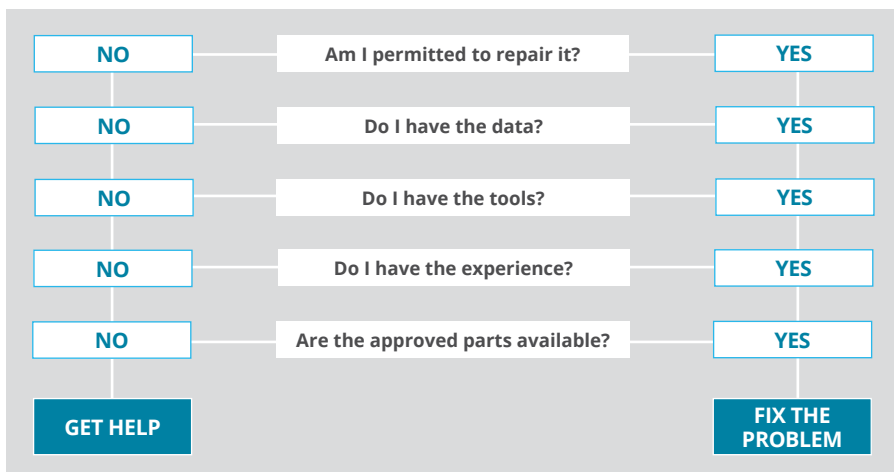 NO Am I permitted to repair it? YES
NO Do I have the data? YES
NO Do I have the tools? YES
NO Do I have the experience? YES
NO Are the approved parts available? YES
GET HELP
FIX THE
PROBLEM